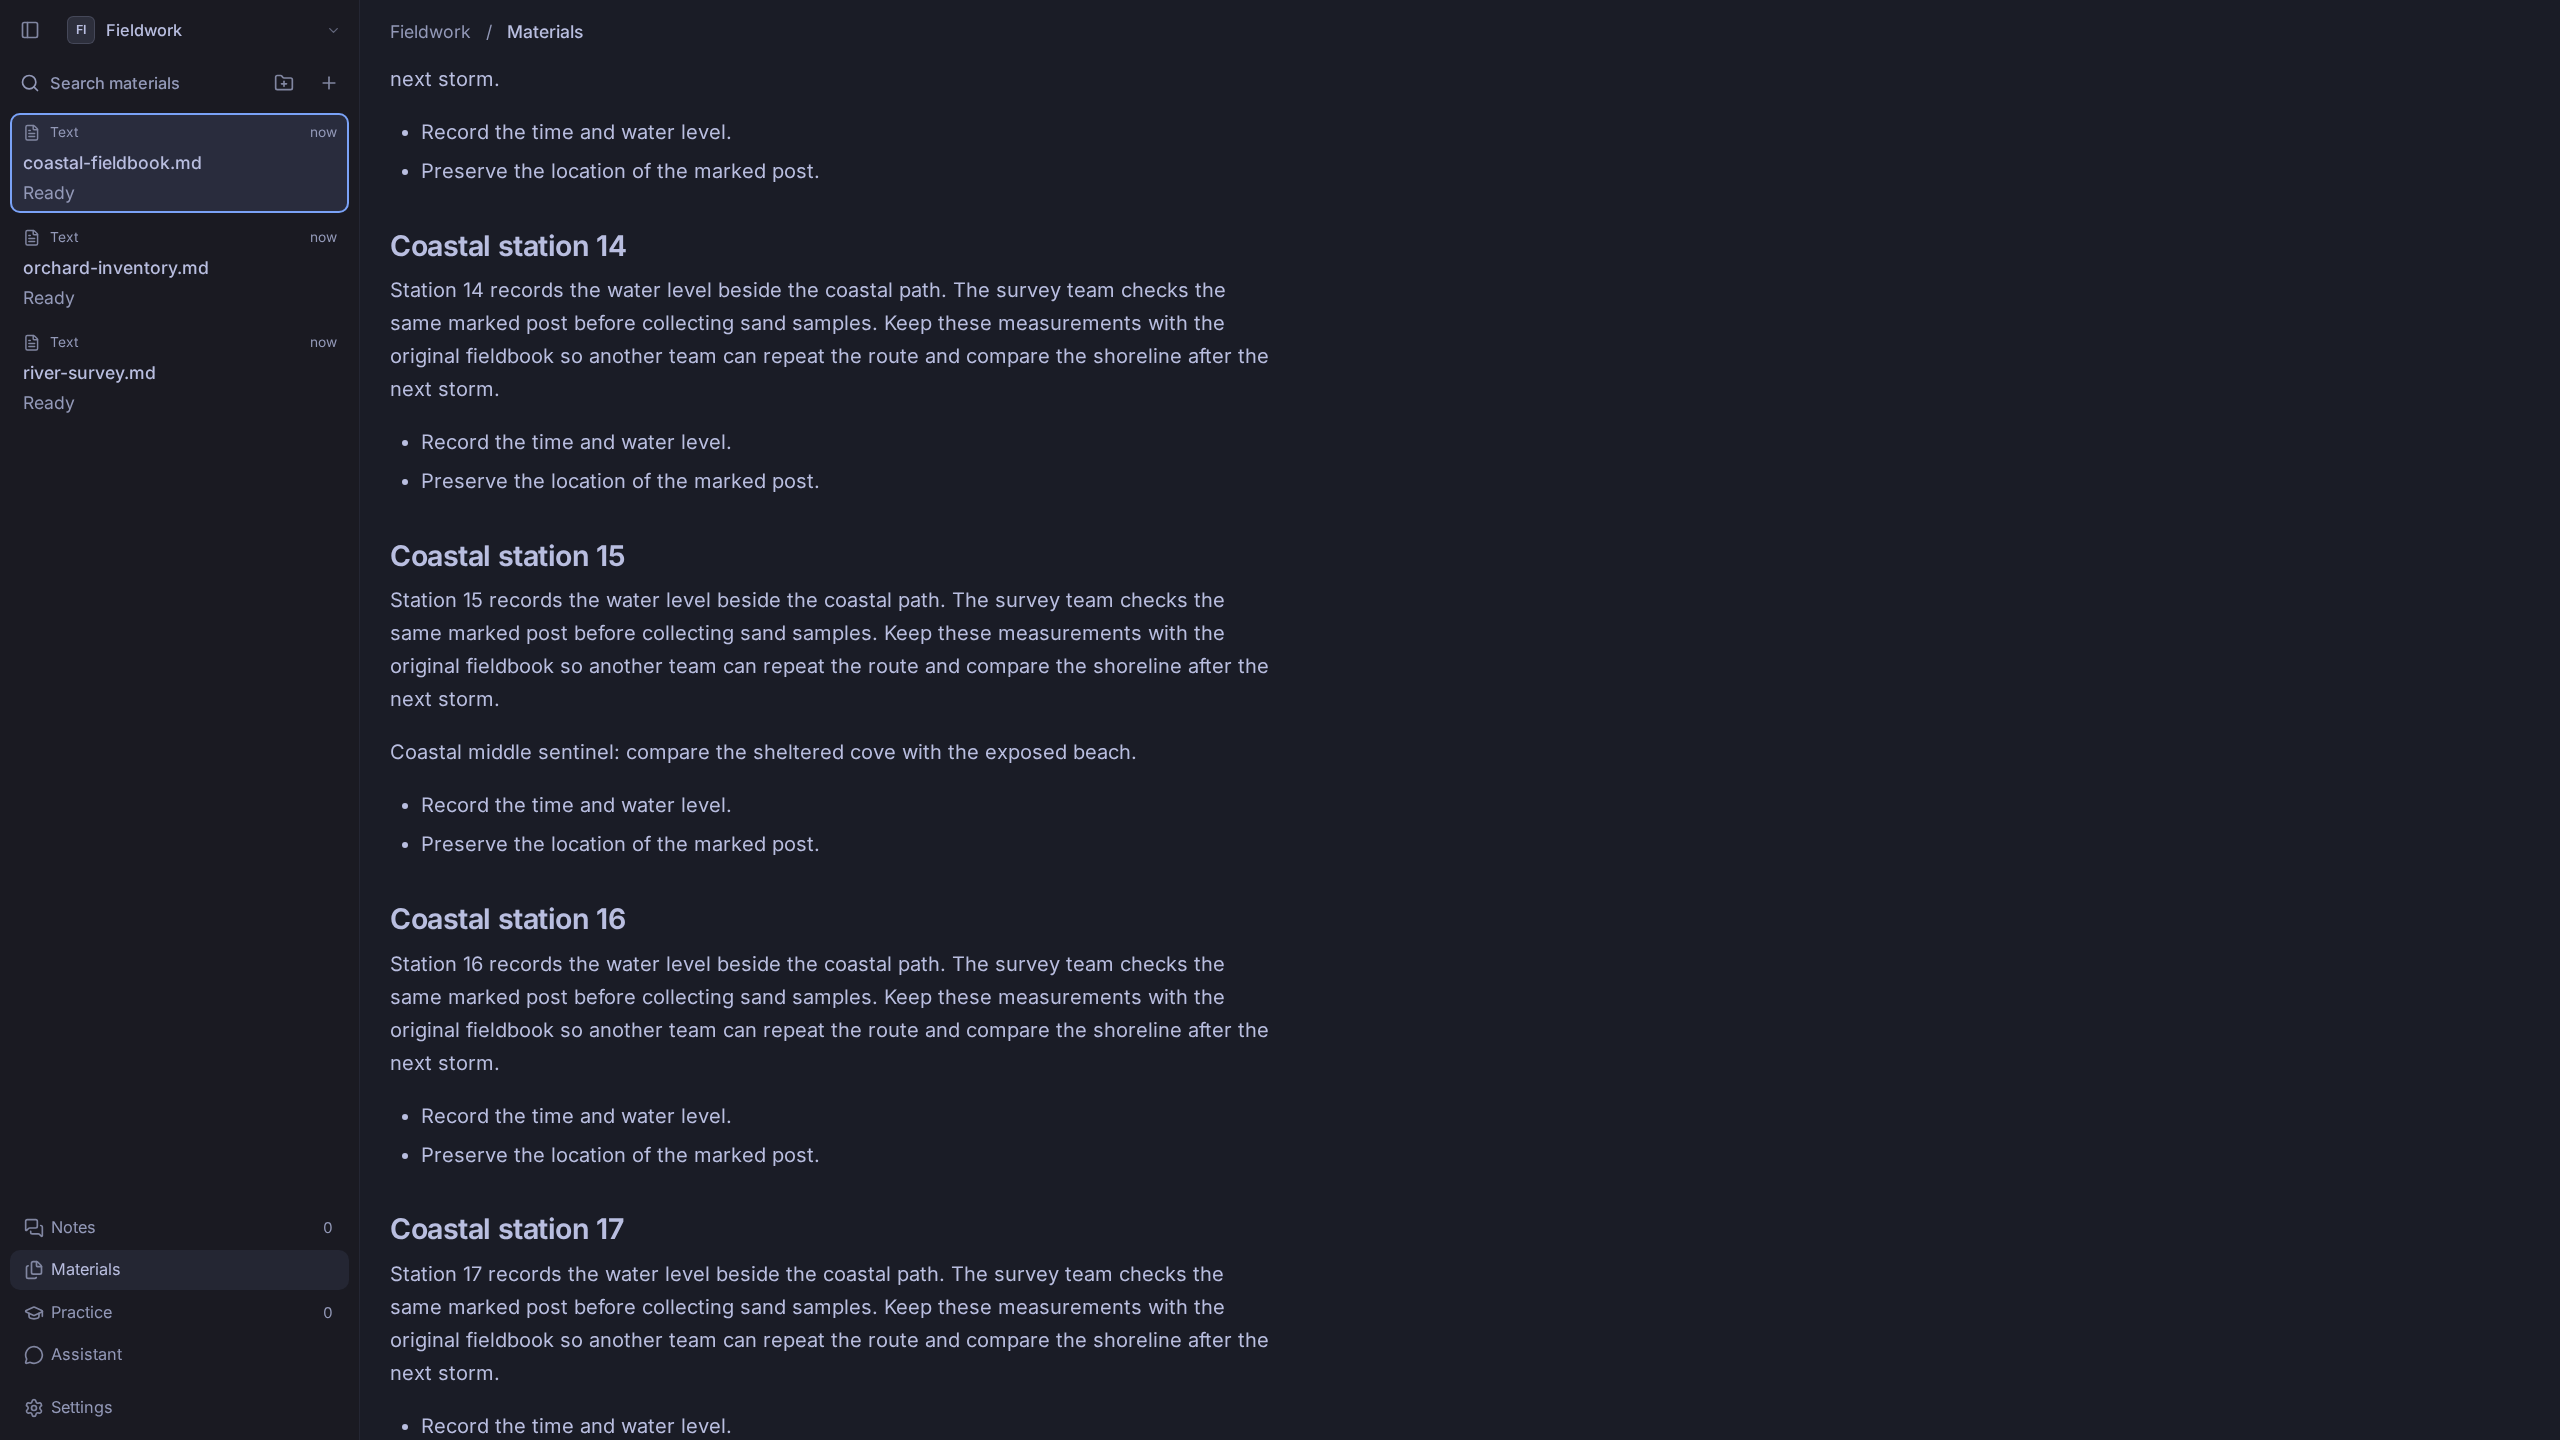 FI Fieldwork
Search materials
Text now
coastal-fieldbook.md
Ready
Text now
orchard-inventory.md
Ready
Text now
river-survey.md
Ready
Notes 0
Materials
Practice 0
Assistant
Settings
Fieldwork / Materials
next storm.
• Record the time and water level.
• Preserve the location of the marked post.
Coastal station 14
Station 14 records the water level beside the coastal path. The survey team checks the
same marked post before collecting sand samples. Keep these measurements with the
original fieldbook so another team can repeat the route and compare the shoreline after the
next storm.
• Record the time and water level.
• Preserve the location of the marked post.
Coastal station 15
Station 15 records the water level beside the coastal path. The survey team checks the
same marked post before collecting sand samples. Keep these measurements with the
original fieldbook so another team can repeat the route and compare the shoreline after the
next storm.
Coastal middle sentinel: compare the sheltered cove with the exposed beach.
• Record the time and water level.
• Preserve the location of the marked post.
Coastal station 16
Station 16 records the water level beside the coastal path. The survey team checks the
same marked post before collecting sand samples. Keep these measurements with the
original fieldbook so another team can repeat the route and compare the shoreline after the
next storm.
• Record the time and water level.
• Preserve the location of the marked post.
Coastal station 17
Station 17 records the water level beside the coastal path. The survey team checks the
same marked post before collecting sand samples. Keep these measurements with the
original fieldbook so another team can repeat the route and compare the shoreline after the
next storm.
• Record the time and water level.